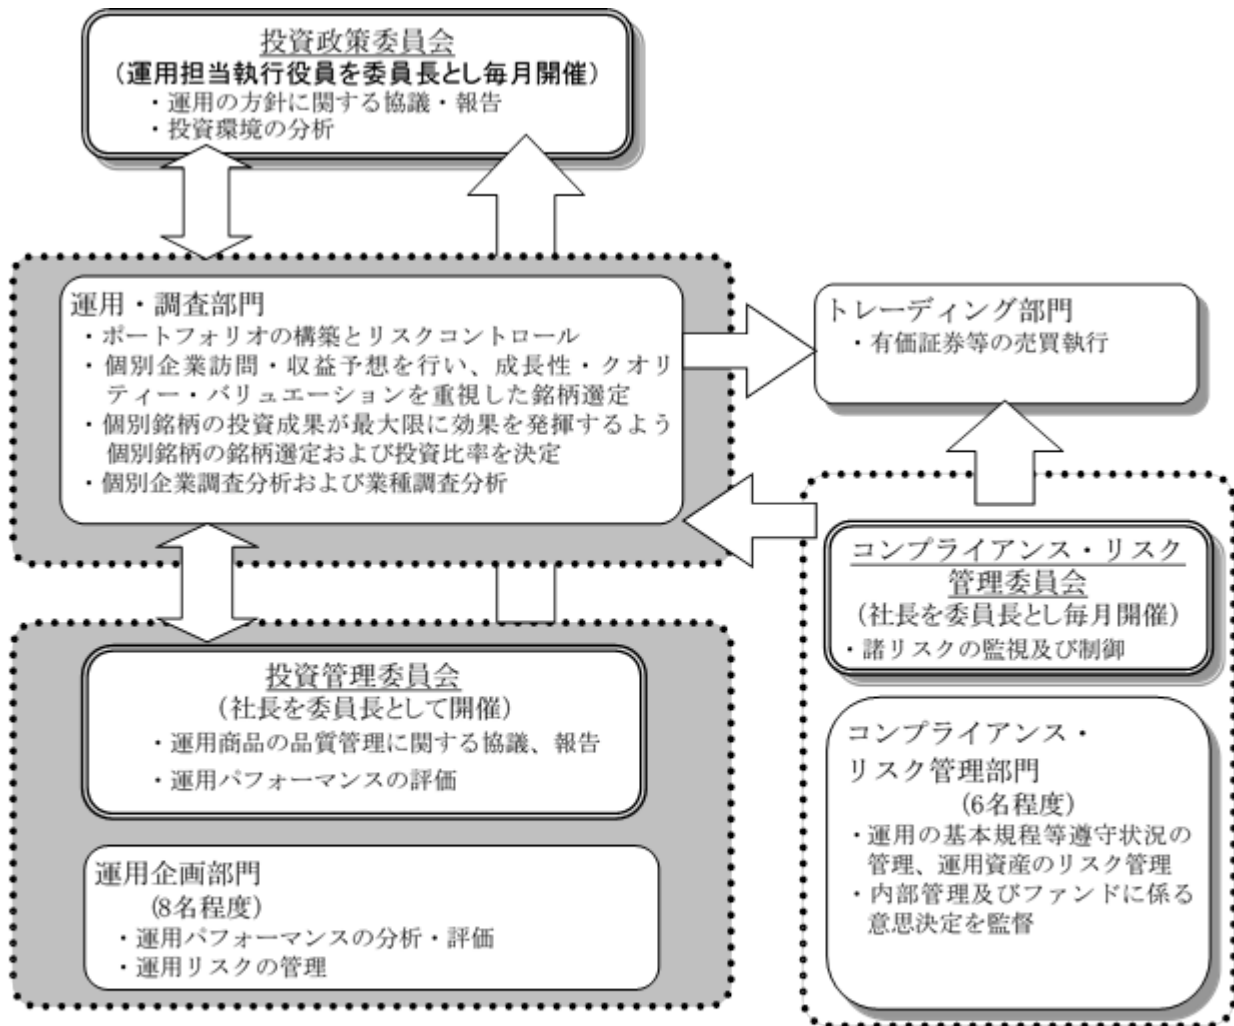 投資政策委員会
(運用担当執行役員を委員長とし毎月開催)
・運用の方針に関する協議・報告
・投資環境の分析
運用・調査部門
・ポートフォリオの構築とリスクコントロール
・個別企業訪問・収益予想を行い、成長性・クオリ
ティー・バリュエーションを重視した銘柄選定
・個別銘柄の投資成果が最大限に効果を発揮するよう
個別銘柄の銘柄選定および投資比率を決定
・個別企業調査分析および業種調査分析
トレーディング部門
・有価証券等の売買執行
コンプライアンス・リスク
管理委員会
(社長を委員長とし毎月開催)
・諸リスクの監視及び制御
投資管理委員会
(社長を委員長として開催)
・運用商品の品質管理に関する協議、報告
・運用パフォーマンスの評価
コンプライアンス・
リスク管理部門
(6名程度)
・運用の基本規程等遵守状況の
管理、運用資産のリスク管理
・内部管理及びファンドに係る
意思決定を監督
運用企画部門
(8名程度)
・運用パフォーマンスの分析・評価
・運用リスクの管理